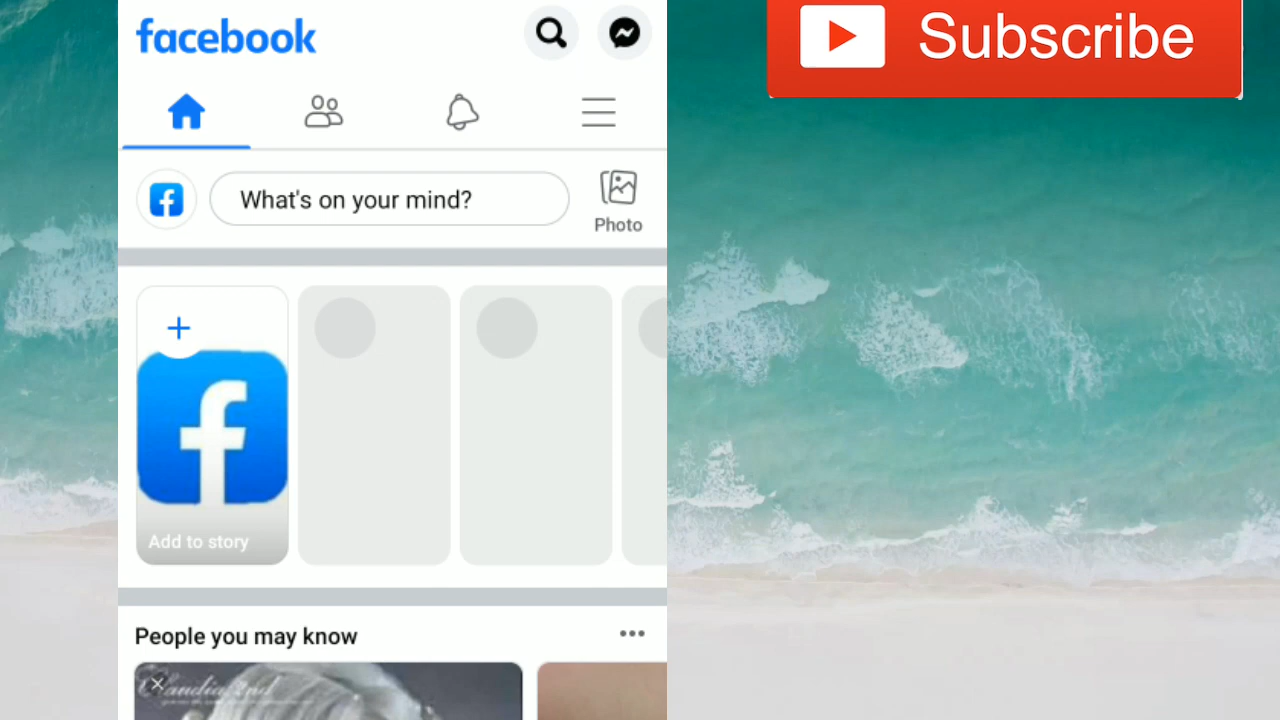 facebook
Subscribe
What's on your mind?
Photo
Add to story
People you may know